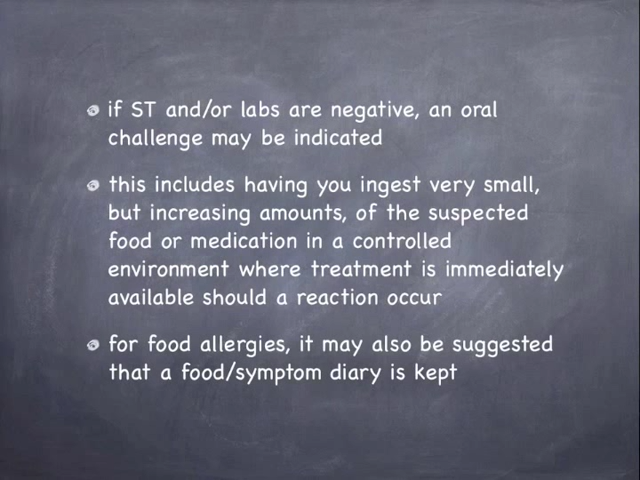 if ST and/or labs are negative, an oral
challenge may be indicated
this includes having you ingest very small,
but increasing amounts, of the suspected
food or medication in a controlled
environment where treatment is immediately
available should a reaction occur
for food allergies, it may also be suggested
that a food/symptom diary is kept